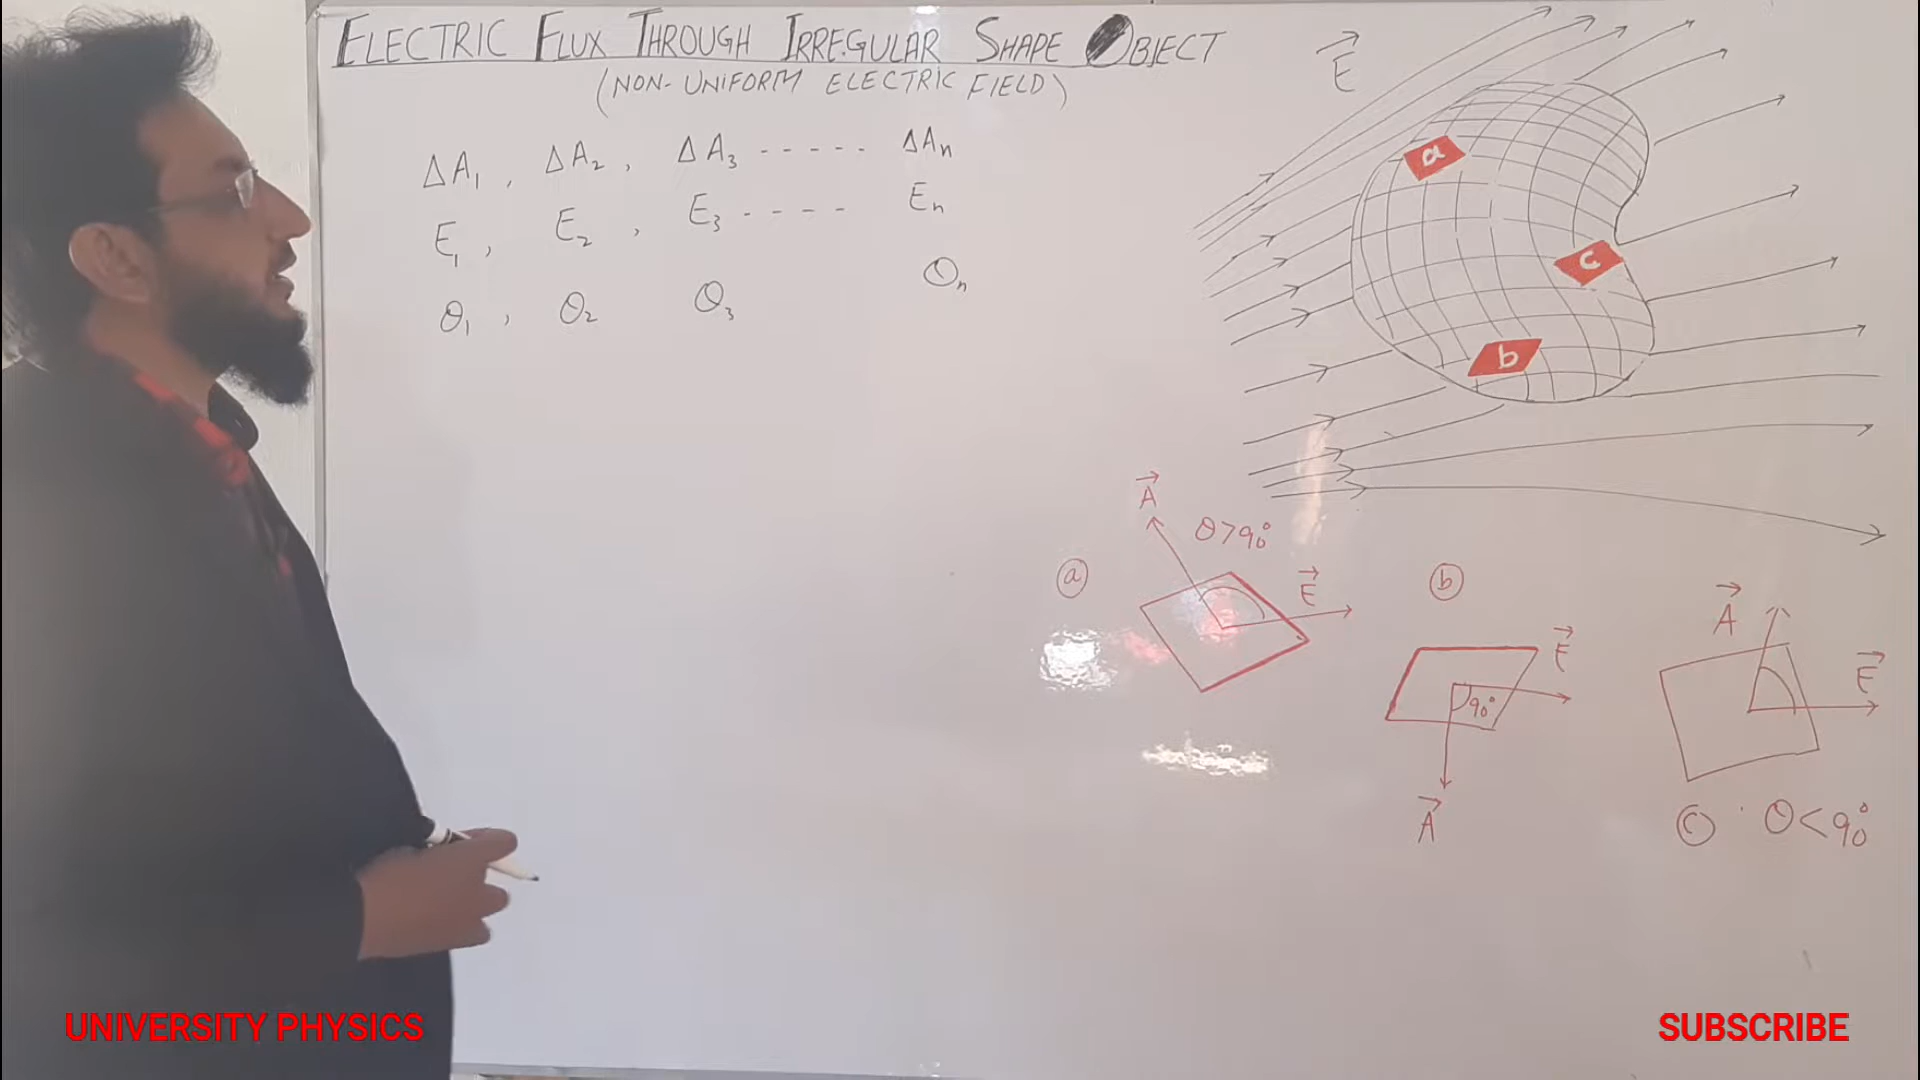 ELECTRIC FLUX THROUGH IRREGULAR SHAPE OBJECT
(NON-UNIFORM ELECTRIC FIELD)
ΔA₁, ΔA₂, ΔA₃ ----- ΔAn
E₁, E₂, E₃ ---- En
θ₁, θ₂ θ₃ θn
E⃗
a
c
b
A⃗
θ>90°
ⓐ
E⃗
ⓑ
E⃗
90°
A⃗
A⃗
E⃗
ⓒ θ<90°
UNIVERSITY PHYSICS
SUBSCRIBE